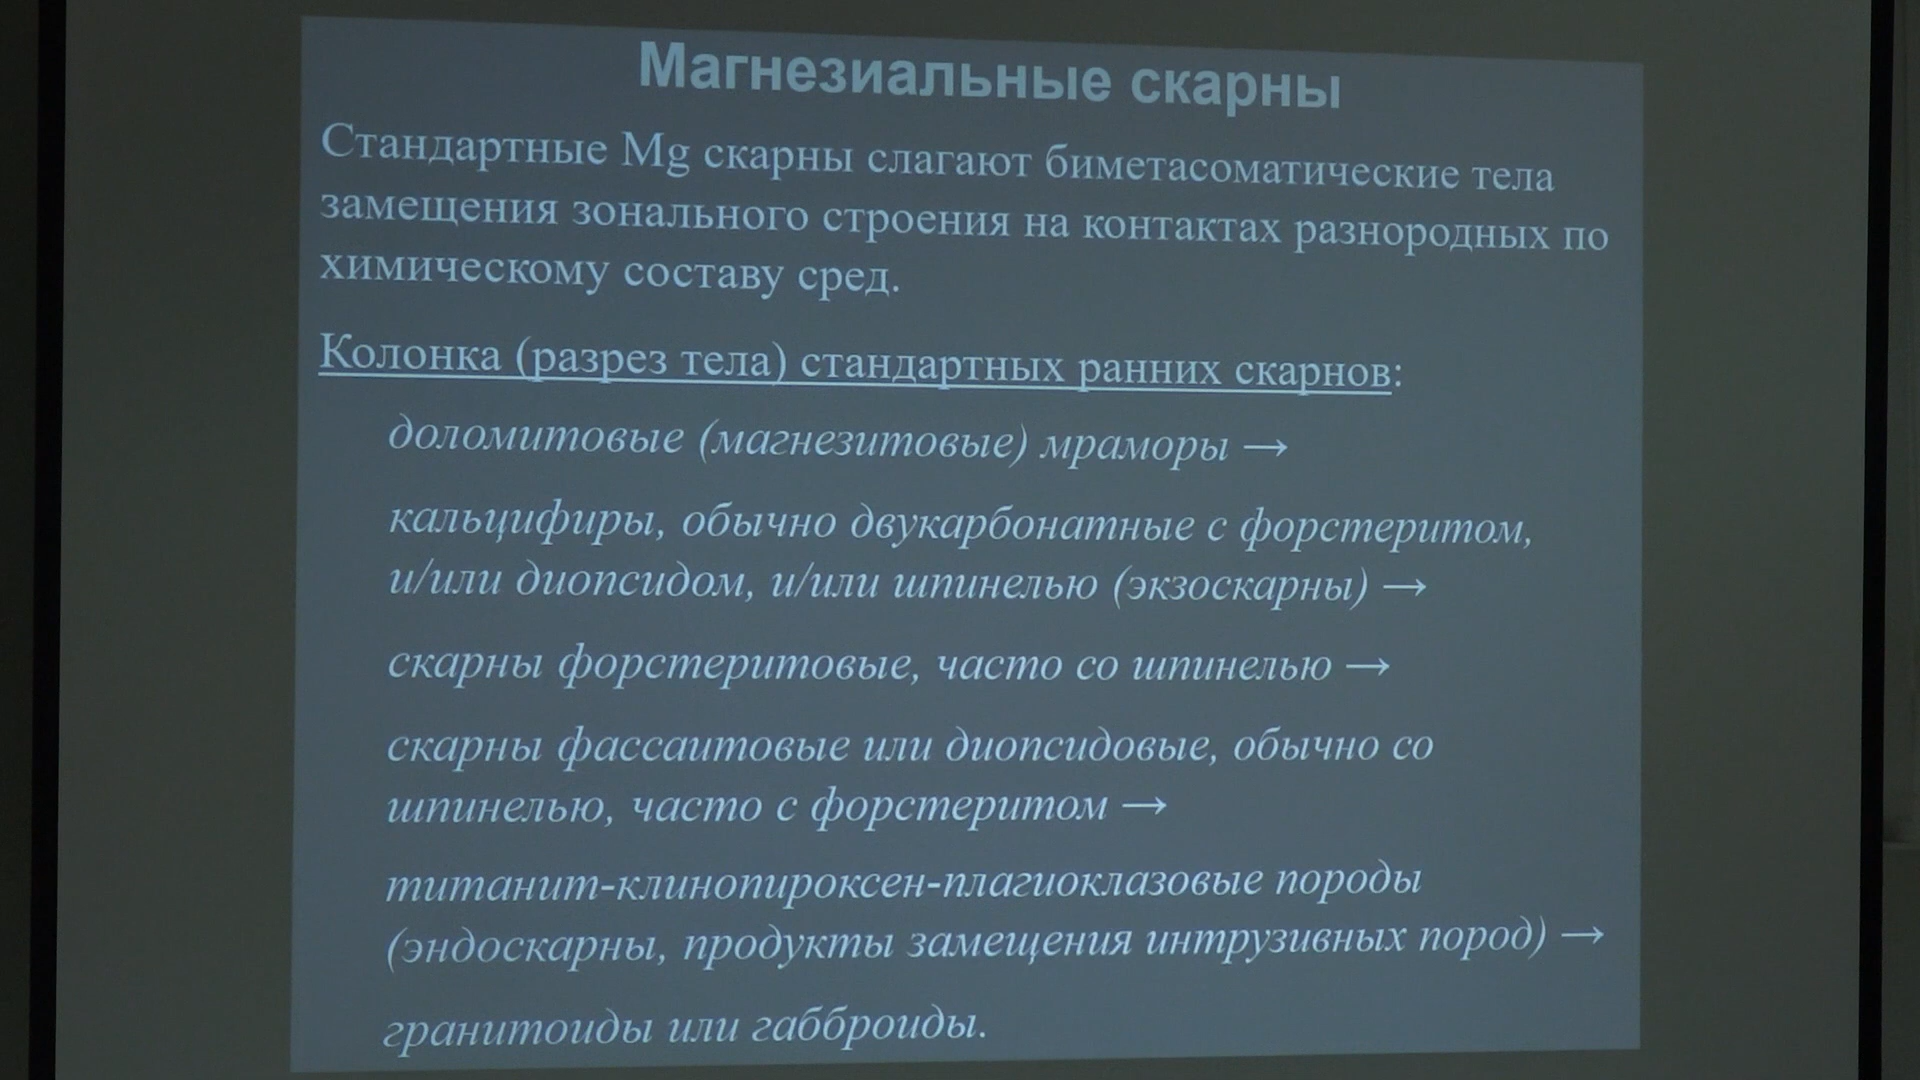 Магнезиальные скарны
Стандартные Mg скарны слагают биметасоматические тела
замещения зонального строения на контактах разнородных по
химическому составу сред.
Колонка (разрез тела) стандартных ранних скарнов:
доломитовые (магнезитовые) мраморы →
кальцифиры, обычно двукарбонатные с форстеритом,
и/или диопсидом, и/или шпинелью (экзоскарны) →
скарны форстеритовые, часто со шпинелью →
скарны фассаитовые или диопсидовые, обычно со
шпинелью, часто с форстеритом →
титанит-клинопироксен-плагиоклазовые породы
(эндоскарны, продукты замещения интрузивных пород) →
гранитоиды или габброиды.